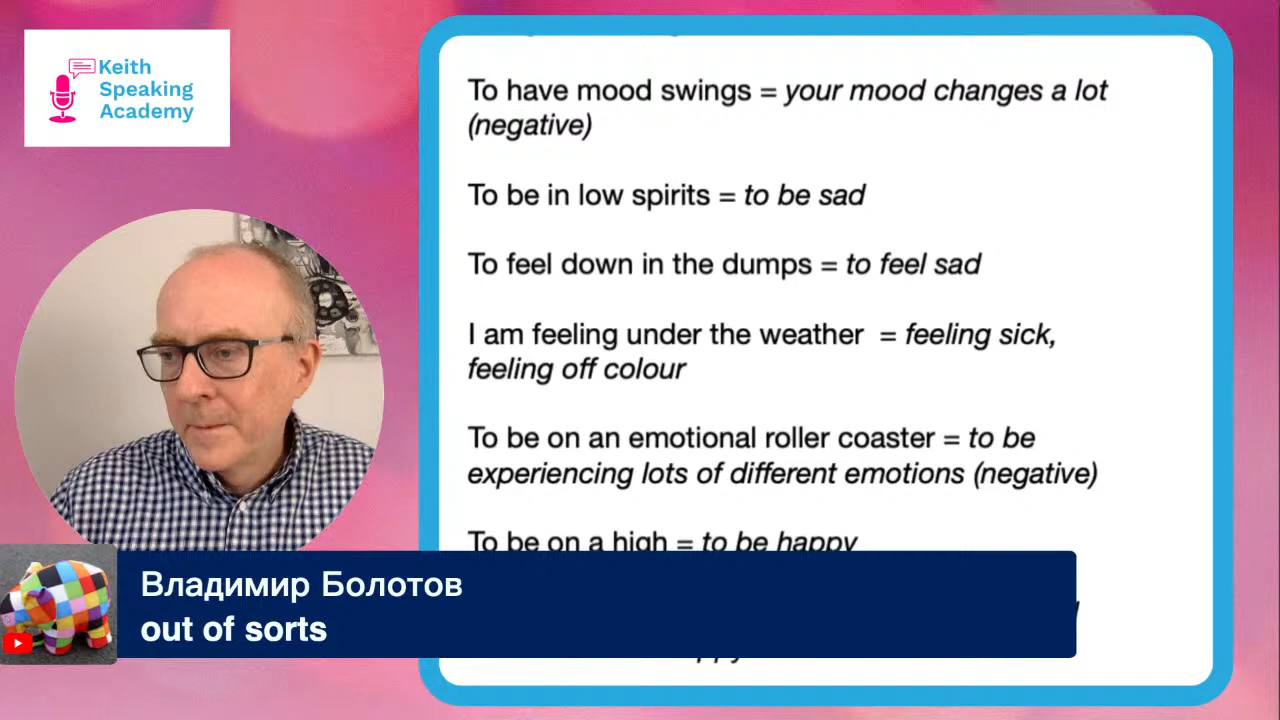 Keith
Speaking
Academy
To have mood swings = your mood changes a lot
(negative)
To be in low spirits = to be sad
To feel down in the dumps = to feel sad
I am feeling under the weather = feeling sick,
feeling off colour
To be on an emotional roller coaster = to be
experiencing lots of different emotions (negative)
To be on a high = to be happy
Владимир Болотов
out of sorts